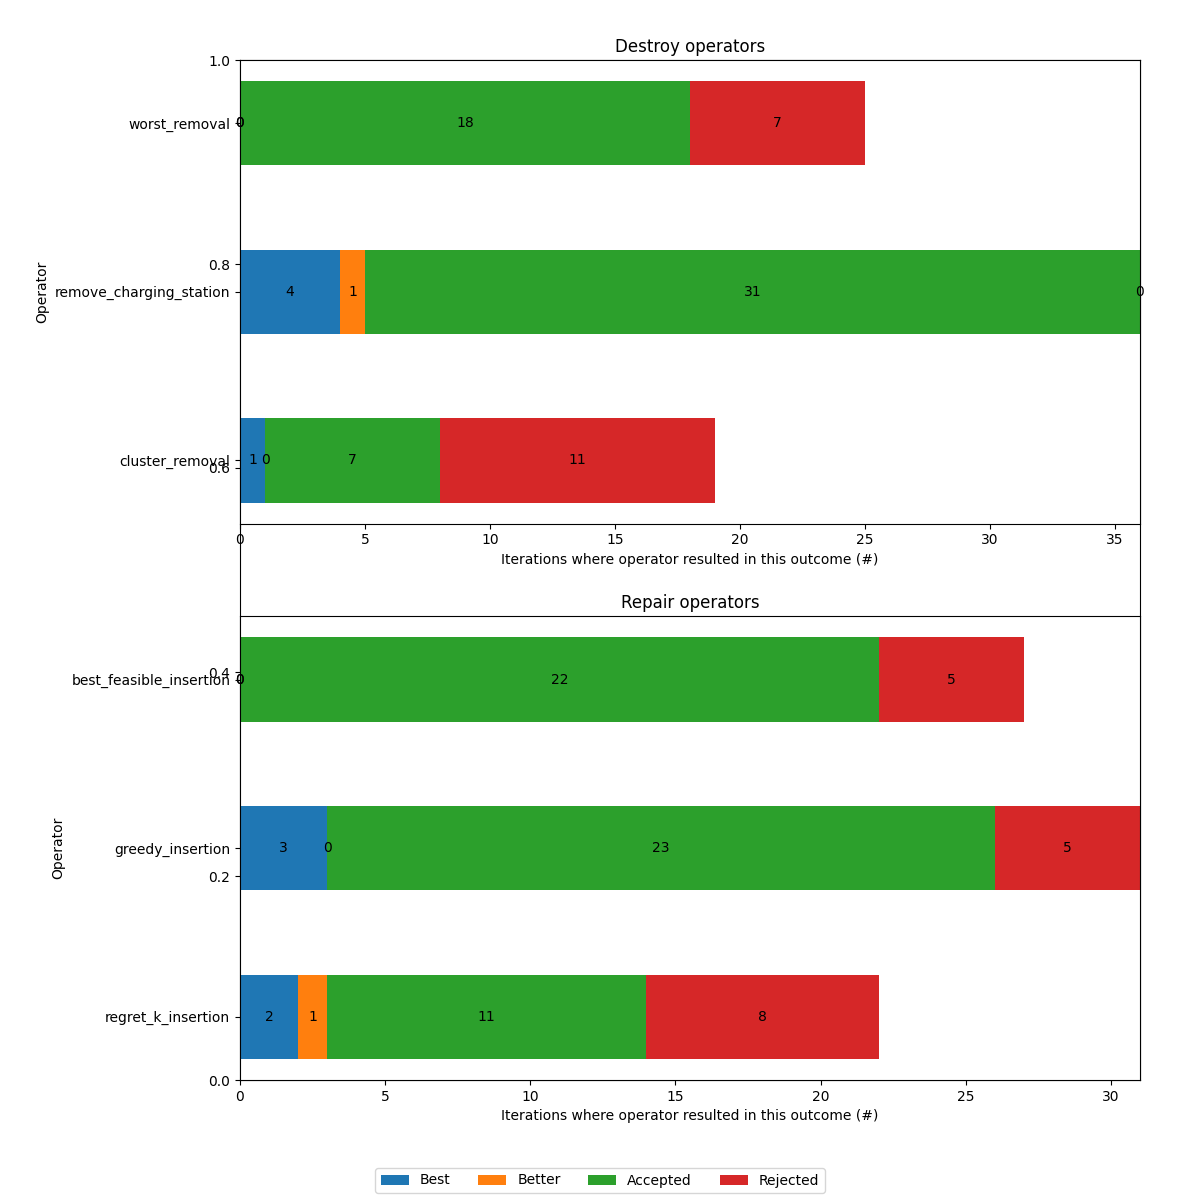 Destroy operators
1.0
worst_removal 0 0 18 7
0.8
Operator
remove_charging_station 4 1 31 0
cluster_removal 1 0 7 11
0.6
0 5 10 15 20 25 30 35
Iterations where operator resulted in this outcome (#)
Repair operators
0.4
best_feasible_insertion 0 0 22 5
Operator
greedy_insertion 3 0 23 5
0.2
regret_k_insertion 2 1 11 8
0.0
0 5 10 15 20 25 30
Iterations where operator resulted in this outcome (#)
Best Better Accepted Rejected